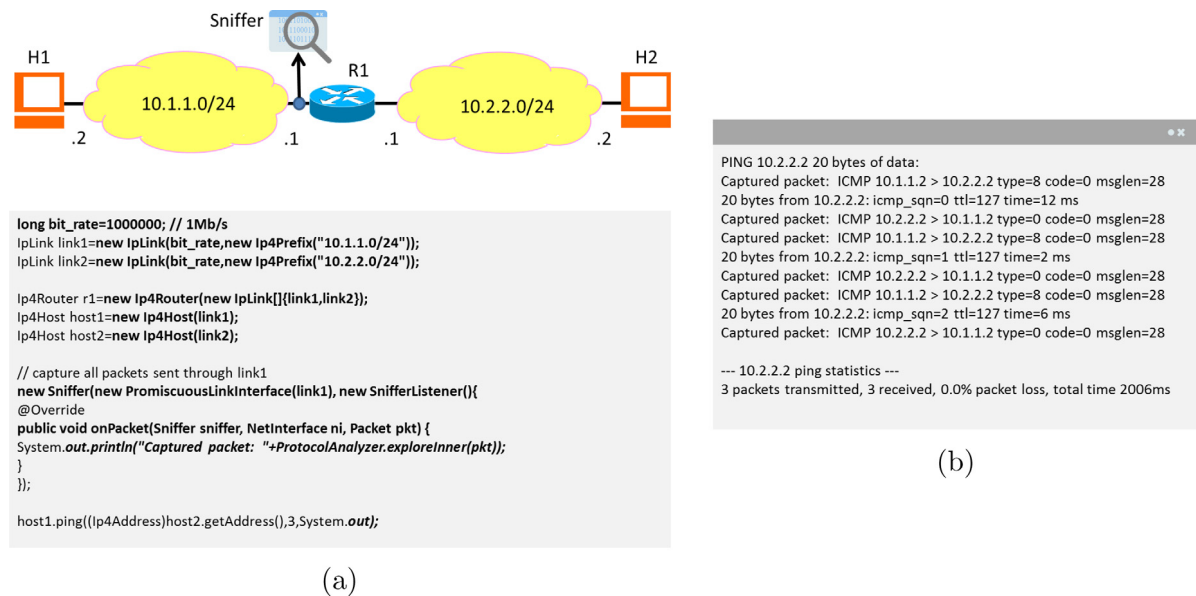 Sniffer
H1
R1
H2
10.1.1.0/24
10.2.2.0/24
.2
.1
.1
.2
long bit_rate=1000000; // 1Mb/s
IpLink link1=new IpLink(bit_rate,new Ip4Prefix("10.1.1.0/24"));
IpLink link2=new IpLink(bit_rate,new Ip4Prefix("10.2.2.0/24"));
Ip4Router r1=new Ip4Router(new IpLink[]{link1,link2});
Ip4Host host1=new Ip4Host(link1);
Ip4Host host2=new Ip4Host(link2);
// capture all packets sent through link1
new Sniffer(new PromiscuousLinkInterface(link1), new SnifferListener(){
@Override
public void onPacket(Sniffer sniffer, NetInterface ni, Packet pkt) {
System.out.println("Captured packet: "+ProtocolAnalyzer.exploreInner(pkt));
}
});
host1.ping((Ip4Address)host2.getAddress(),3,System.out);
(a)
PING 10.2.2.2 20 bytes of data:
Captured packet: ICMP 10.1.1.2 > 10.2.2.2 type=8 code=0 msglen=28
20 bytes from 10.2.2.2: icmp_sqn=0 ttl=127 time=12 ms
Captured packet: ICMP 10.2.2.2 > 10.1.1.2 type=0 code=0 msglen=28
Captured packet: ICMP 10.1.1.2 > 10.2.2.2 type=8 code=0 msglen=28
20 bytes from 10.2.2.2: icmp_sqn=1 ttl=127 time=2 ms
Captured packet: ICMP 10.2.2.2 > 10.1.1.2 type=0 code=0 msglen=28
Captured packet: ICMP 10.1.1.2 > 10.2.2.2 type=8 code=0 msglen=28
20 bytes from 10.2.2.2: icmp_sqn=2 ttl=127 time=6 ms
Captured packet: ICMP 10.2.2.2 > 10.1.1.2 type=0 code=0 msglen=28
--- 10.2.2.2 ping statistics ---
3 packets transmitted, 3 received, 0.0% packet loss, total time 2006ms
(b)